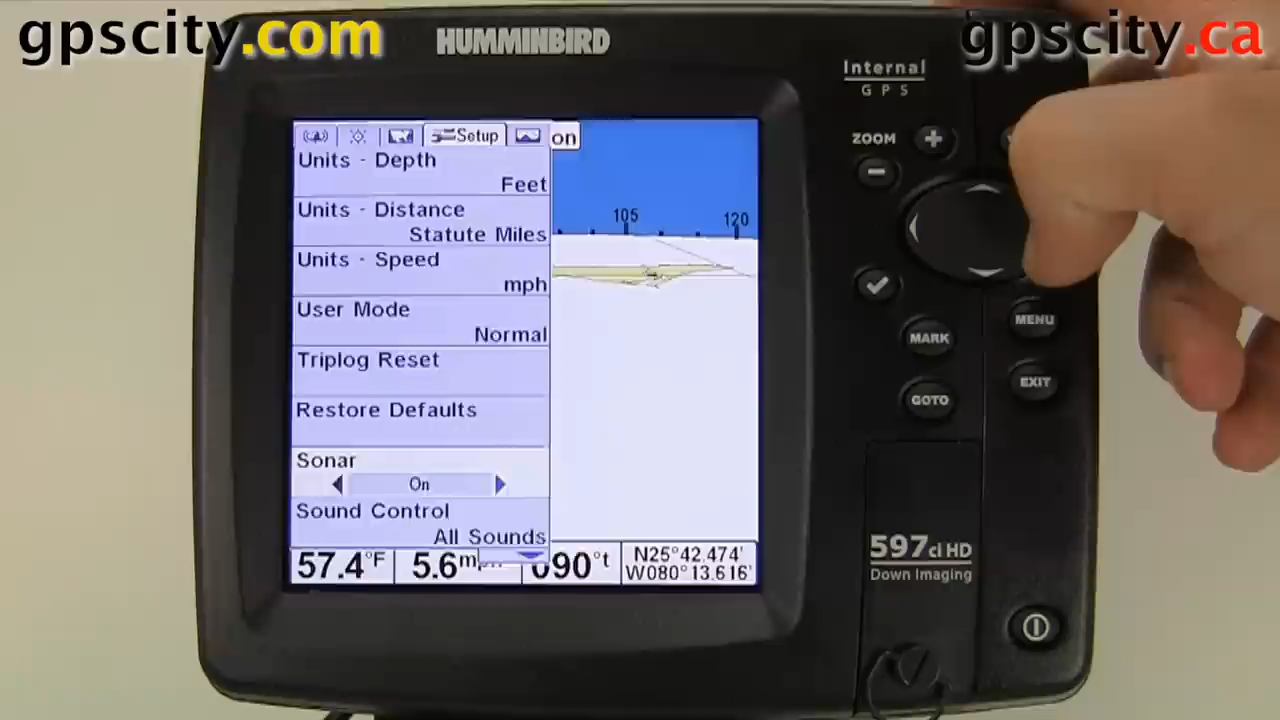 gpscity.com
HUMMINBIRD
gpscity.ca
Internal
GPS
ZOOM
Setup
on
Units - Depth
Feet
Units - Distance
Statute Miles
Units - Speed
mph
User Mode
Normal
Triplog Reset
Restore Defaults
Sonar
On
Sound Control
All Sounds
105
120
57.4°F
5.6
090°t
N25°42.474'
W080°13.616'
MENU
MARK
EXIT
GOTO
597ci HD
Down Imaging